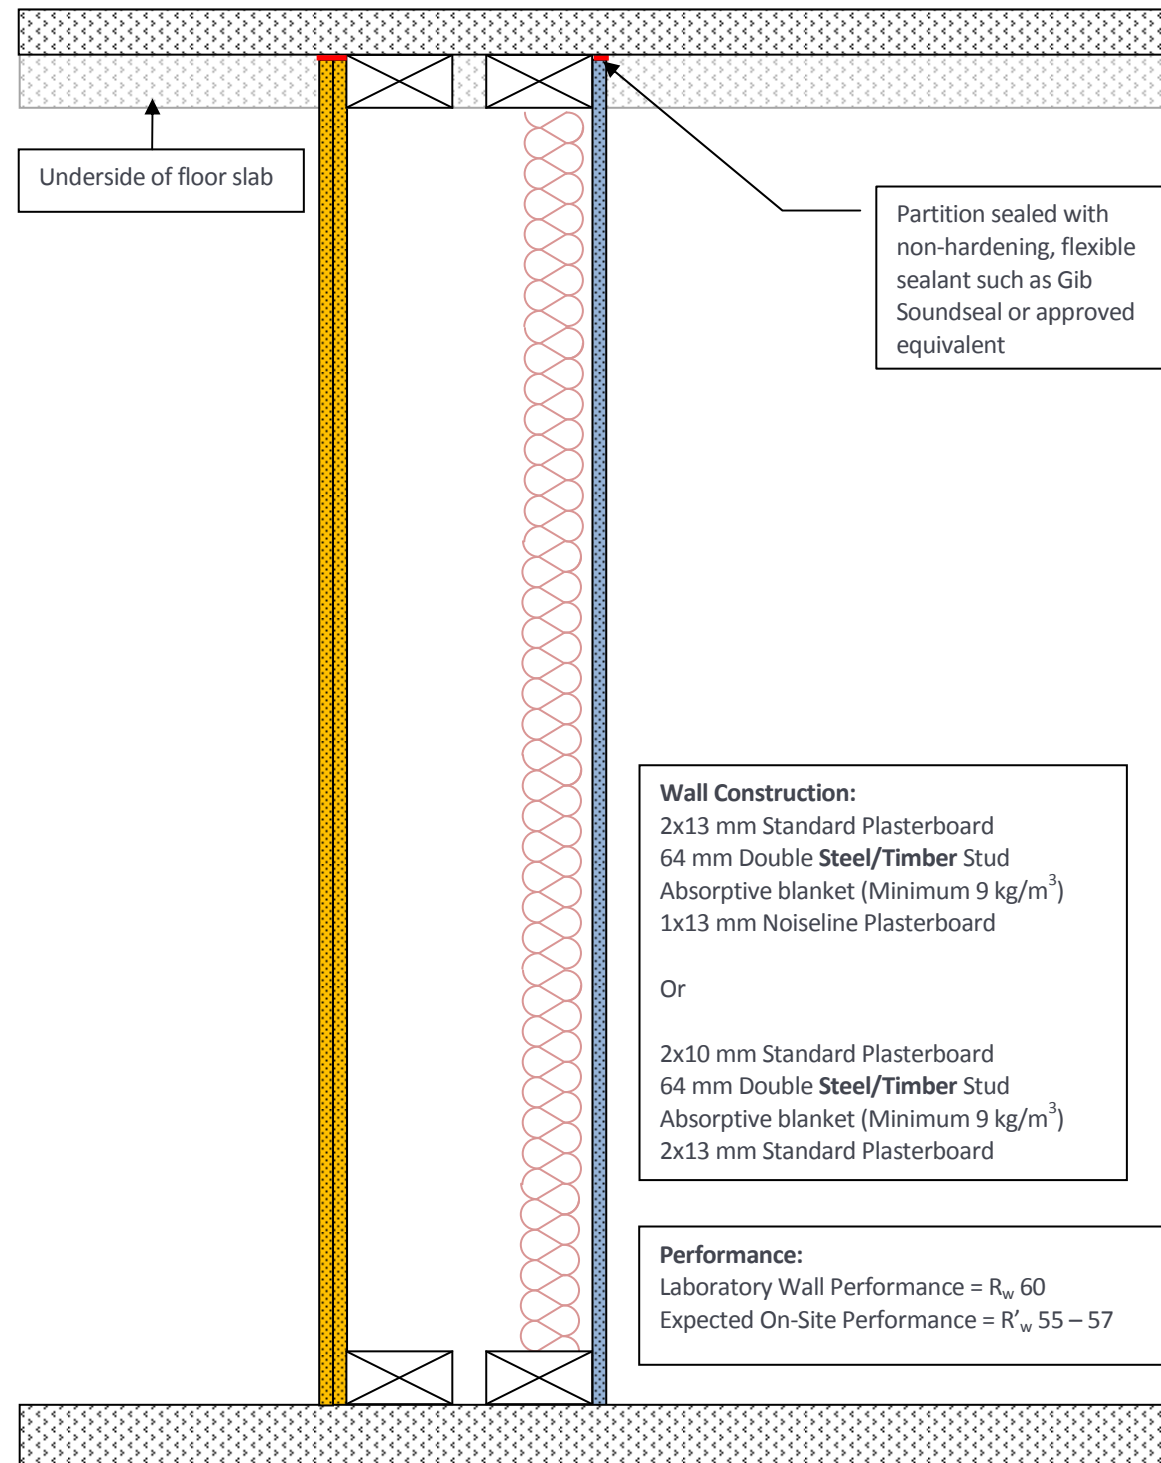 Underside of floor slab
Partition sealed with
non-hardening, flexible
sealant such as Gib
Soundseal or approved
equivalent
Wall Construction:
2x13 mm Standard Plasterboard
64 mm Double Steel/Timber Stud
Absorptive blanket (Minimum 9 kg/m³)
1x13 mm Noiseline Plasterboard
Or
2x10 mm Standard Plasterboard
64 mm Double Steel/Timber Stud
Absorptive blanket (Minimum 9 kg/m³)
2x13 mm Standard Plasterboard
Performance:
Laboratory Wall Performance = Rw 60
Expected On-Site Performance = R’w 55 – 57